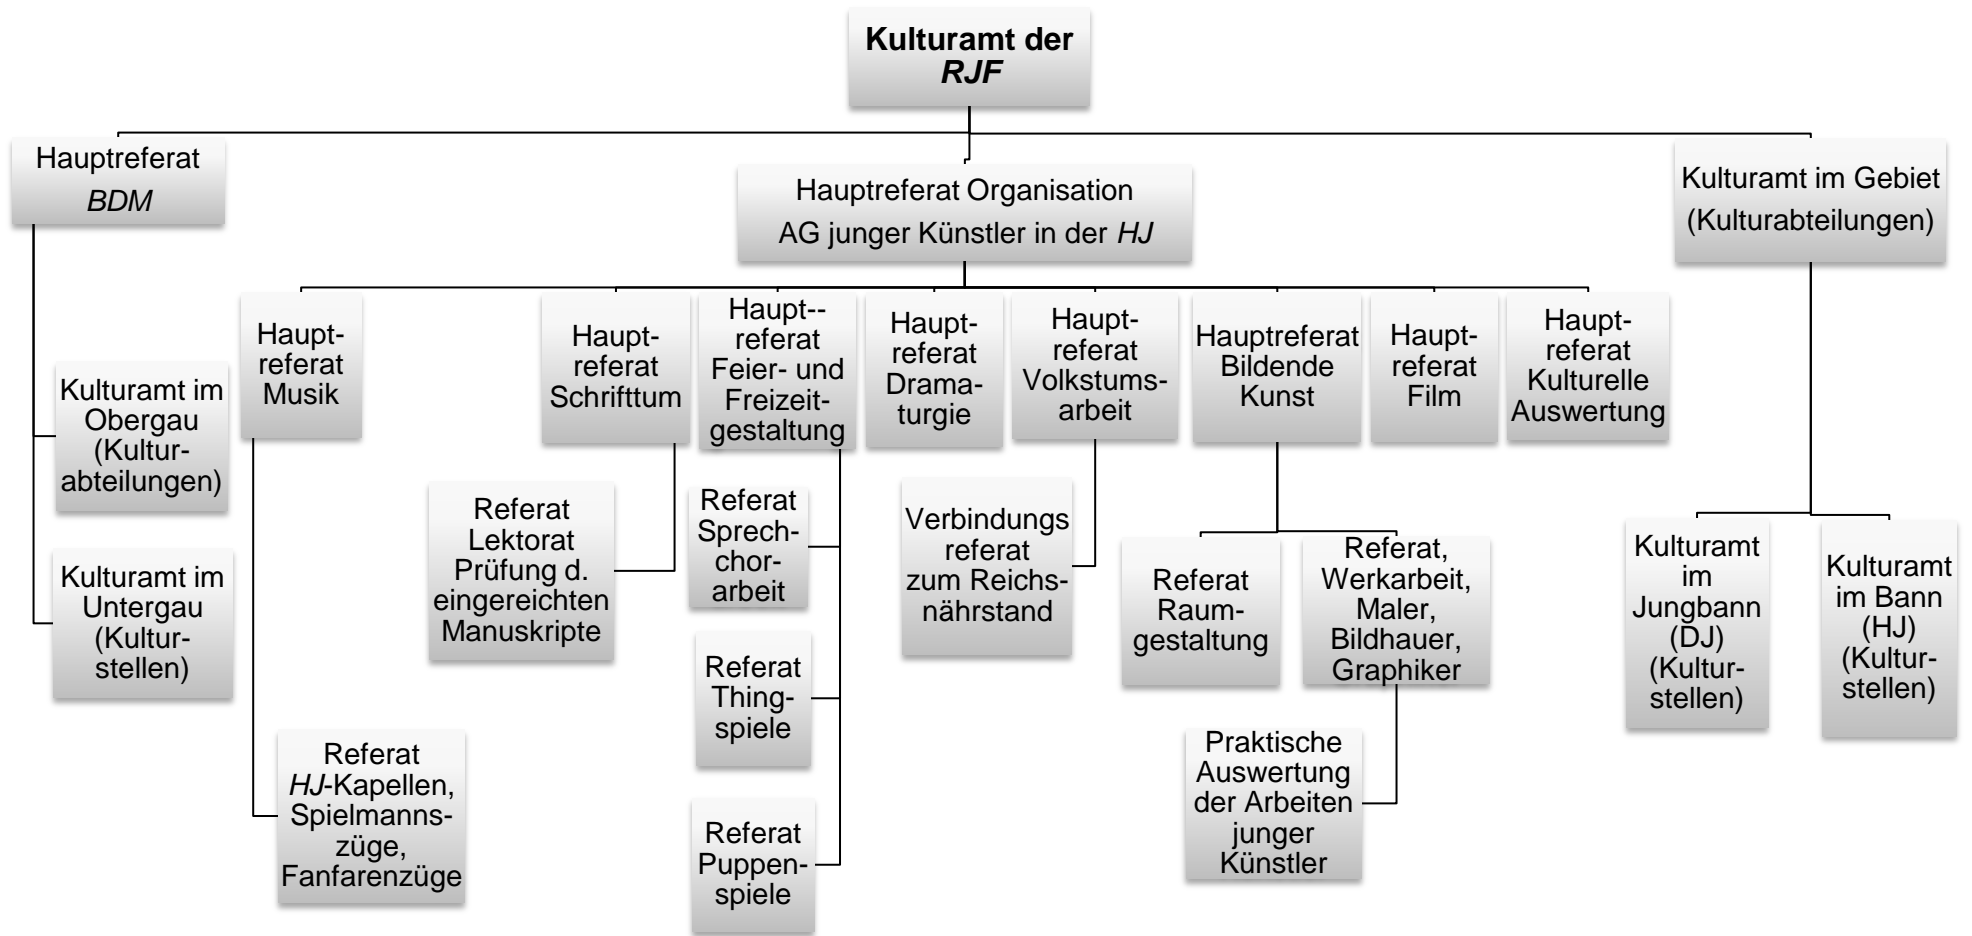 Kulturamt der
RJF
Hauptreferat
BDM
Hauptreferat Organisation
AG junger Künstler in der HJ
Kulturamt im Gebiet
(Kulturabteilungen)
Kulturamt im
Obergau
(Kultur-
abteilungen)
Kulturamt im
Untergau
(Kultur-
stellen)
Haupt-
referat
Musik
Referat
HJ-Kapellen,
Spielmanns-
züge,
Fanfarenzüge
Haupt-
referat
Schrifttum
Referat
Lektorat
Prüfung d.
eingereichten
Manuskripte
Haupt--
referat
Feier- und
Freizeit-
gestaltung
Referat
Sprech-
chor-
arbeit
Referat
Thing-
spiele
Referat
Puppen-
spiele
Haupt-
referat
Drama-
turgie
Haupt-
referat
Volkstums-
arbeit
Verbindungs
referat
zum Reichs-
nährstand
Hauptreferat
Bildende
Kunst
Referat
Raum-
gestaltung
Referat,
Werkarbeit,
Maler,
Bildhauer,
Graphiker
Praktische
Auswertung
der Arbeiten
junger
Künstler
Haupt-
referat
Film
Haupt-
referat
Kulturelle
Auswertung
Kulturamt
im
Jungbann
(DJ)
(Kultur-
stellen)
Kulturamt
im Bann
(HJ)
(Kultur-
stellen)